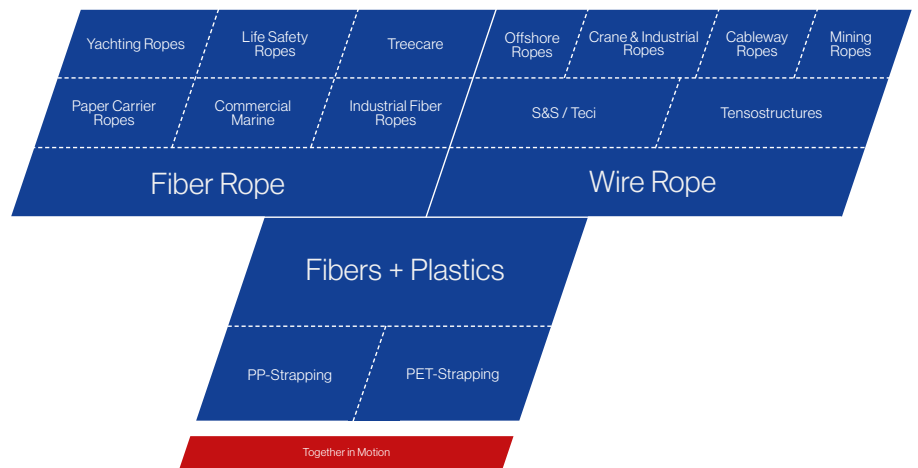 Yachting Ropes
Life Safety
Ropes
Treecare
Offshore
Ropes
Crane & Industrial
Ropes
Cableway
Ropes
Mining
Ropes
Paper Carrier
Ropes
Commercial
Marine
Industrial Fiber
Ropes
S&S / Teci
Tensostructures
Fiber Rope
Wire Rope
Fibers + Plastics
PP-Strapping
PET-Strapping
Together in Motion